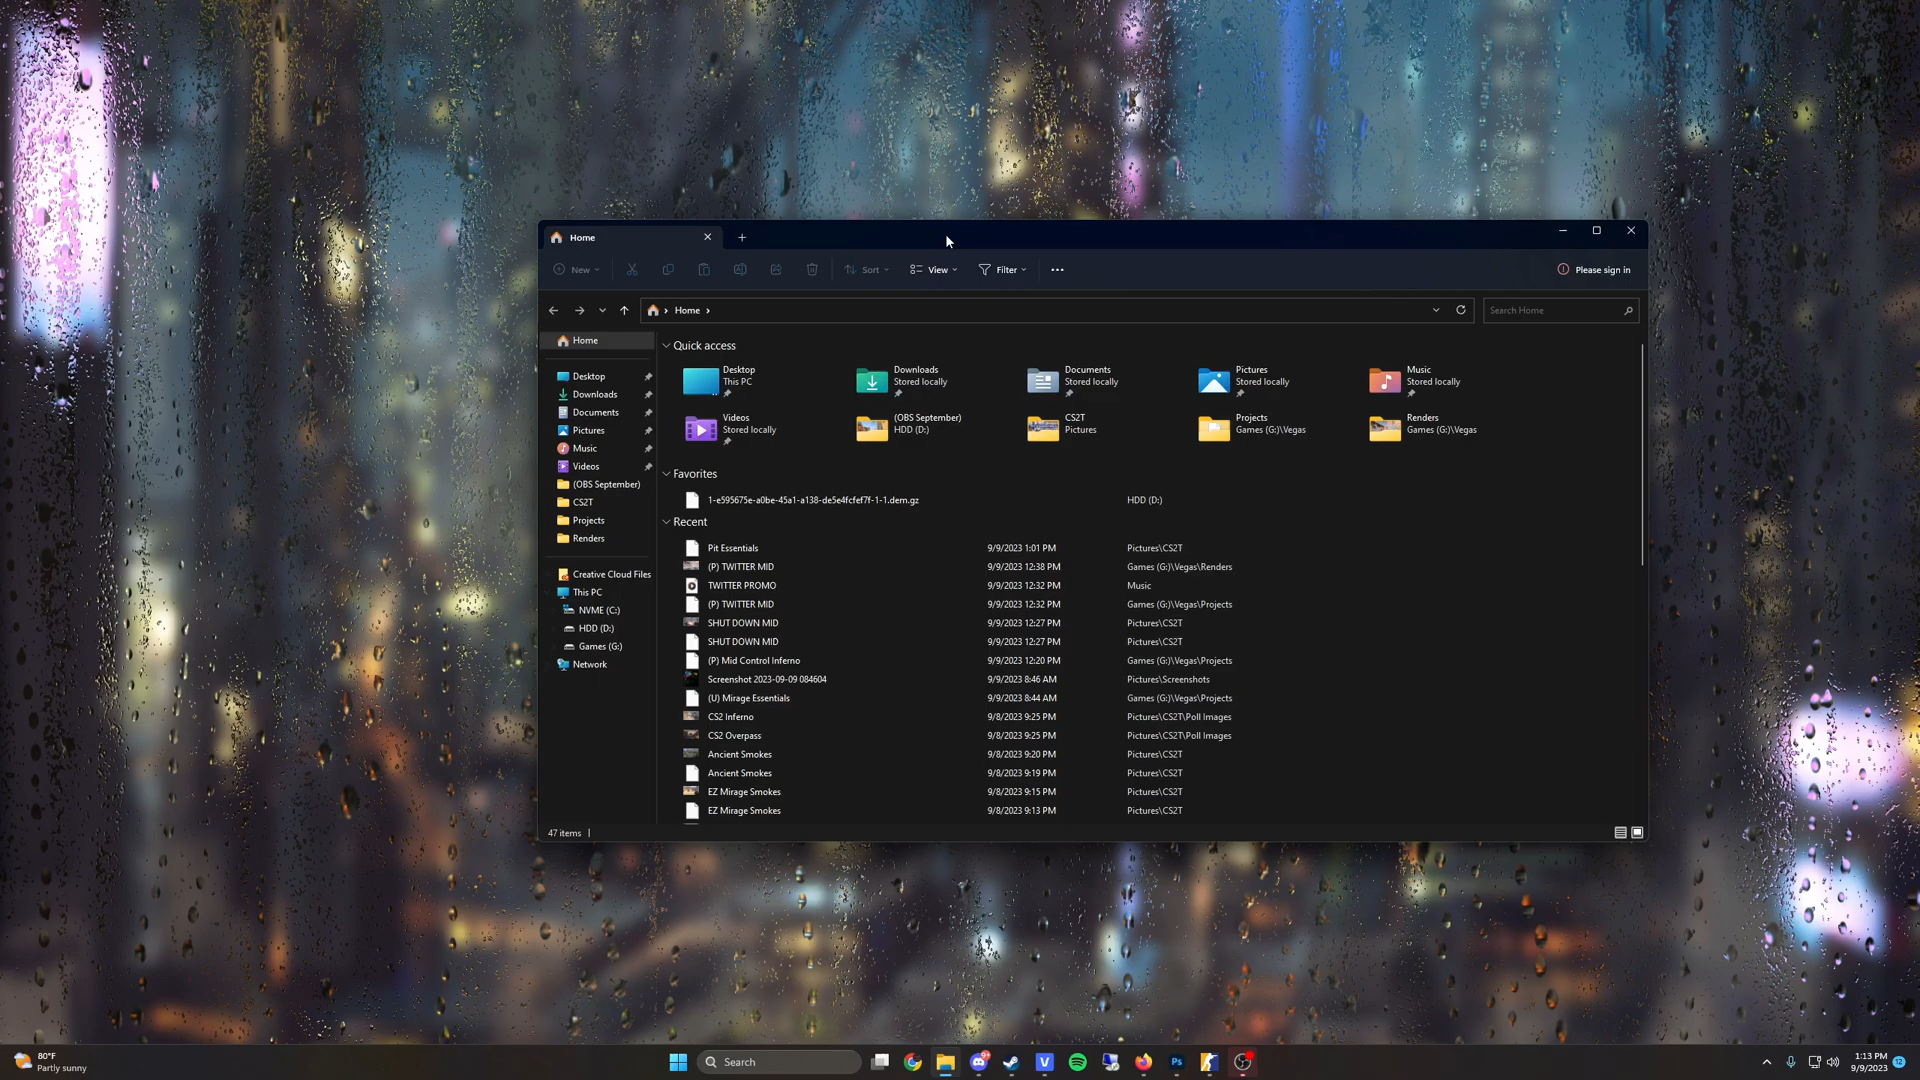 Home
New
Sort
View
Filter
Please sign in
Home
Search Home
Home
Desktop
Downloads
Documents
Pictures
Music
Videos
(OBS September)
CS2T
Projects
Renders
Creative Cloud Files
This PC
NVME (C:)
HDD (D:)
Games (G:)
Network
Quick access
Desktop
This PC
Downloads
Stored locally
Documents
Stored locally
Pictures
Stored locally
Music
Stored locally
Videos
Stored locally
(OBS September)
HDD (D:)
CS2T
Pictures
Projects
Games (G:)\Vegas
Renders
Games (G:)\Vegas
Favorites
1-e595675e-a0be-45a1-a138-de5e4fcfef7f-1-1.dem.gz HDD (D:)
Recent
Pit Essentials 9/9/2023 1:01 PM Pictures\CS2T
(P) TWITTER MID 9/9/2023 12:38 PM Games (G:)\Vegas\Renders
TWITTER PROMO 9/9/2023 12:32 PM Music
(P) TWITTER MID 9/9/2023 12:32 PM Games (G:)\Vegas\Projects
SHUT DOWN MID 9/9/2023 12:27 PM Pictures\CS2T
SHUT DOWN MID 9/9/2023 12:27 PM Pictures\CS2T
(P) Mid Control Inferno 9/9/2023 12:20 PM Games (G:)\Vegas\Projects
Screenshot 2023-09-09 084604 9/9/2023 8:46 AM Pictures\Screenshots
(U) Mirage Essentials 9/9/2023 8:44 AM Games (G:)\Vegas\Projects
CS2 Inferno 9/8/2023 9:25 PM Pictures\CS2T\Poll Images
CS2 Overpass 9/8/2023 9:25 PM Pictures\CS2T\Poll Images
Ancient Smokes 9/8/2023 9:20 PM Pictures\CS2T
Ancient Smokes 9/8/2023 9:19 PM Pictures\CS2T
EZ Mirage Smokes 9/8/2023 9:15 PM Pictures\CS2T
EZ Mirage Smokes 9/8/2023 9:13 PM Pictures\CS2T
47 items
80°F
Partly sunny
Search
9+
V
Ps
1:13 PM
9/9/2023
12